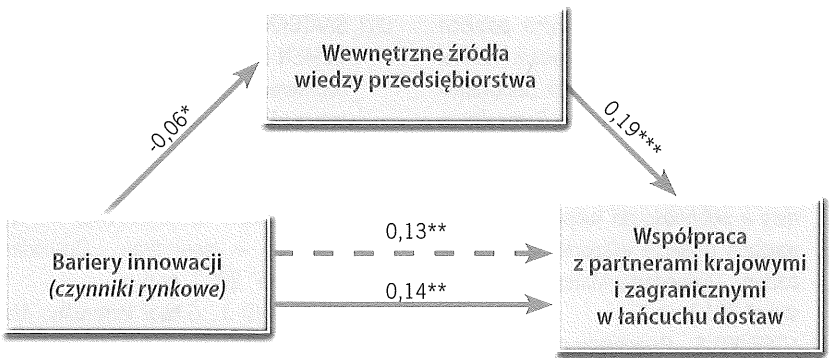 Wewnętrzne źródła
wiedzy przedsiębiorstwa
-0,06*
0,19***
Bariery innowacji
(czynniki rynkowe)
0,13**
0,14**
Współpraca
z partnerami krajowymi
i zagranicznymi
w łańcuchu dostaw